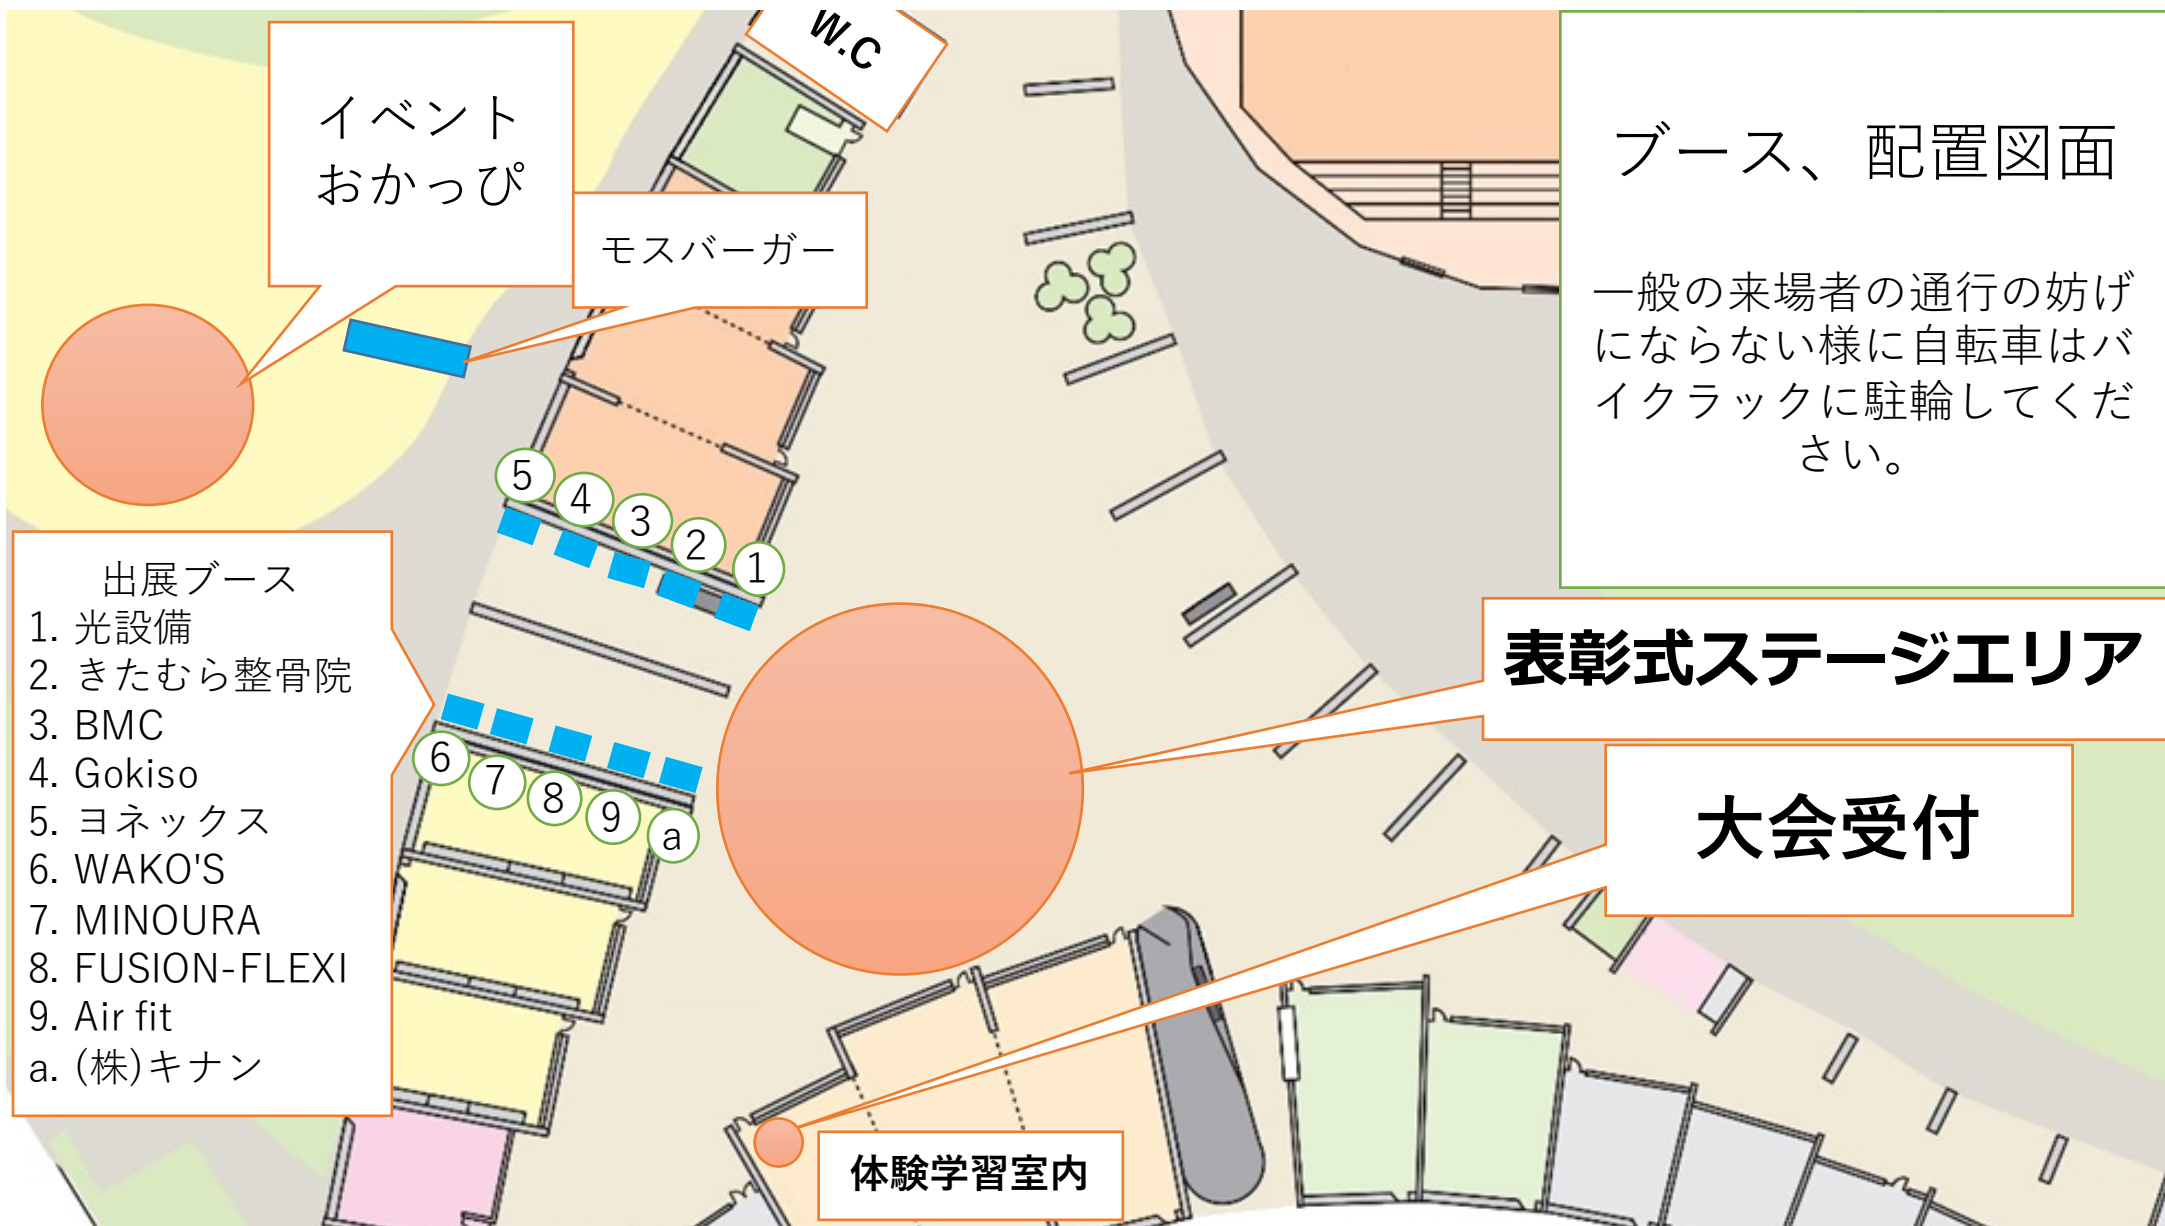 W.C
イベント
おかっぴ
モスバーガー
ブース、配置図面
一般の来場者の通行の妨げ
にならない様に自転車はバ
イクラックに駐輪してくだ
さい。
5
4
3
2
1
出展ブース
1. 光設備
2. きたむら整骨院
3. BMC
4. Gokiso
5. ヨネックス
6. WAKO'S
7. MINOURA
8. FUSION-FLEXI
9. Air fit
a. (株)キナン
6
7
8
9
a
表彰式ステージエリア
大会受付
体験学習室内